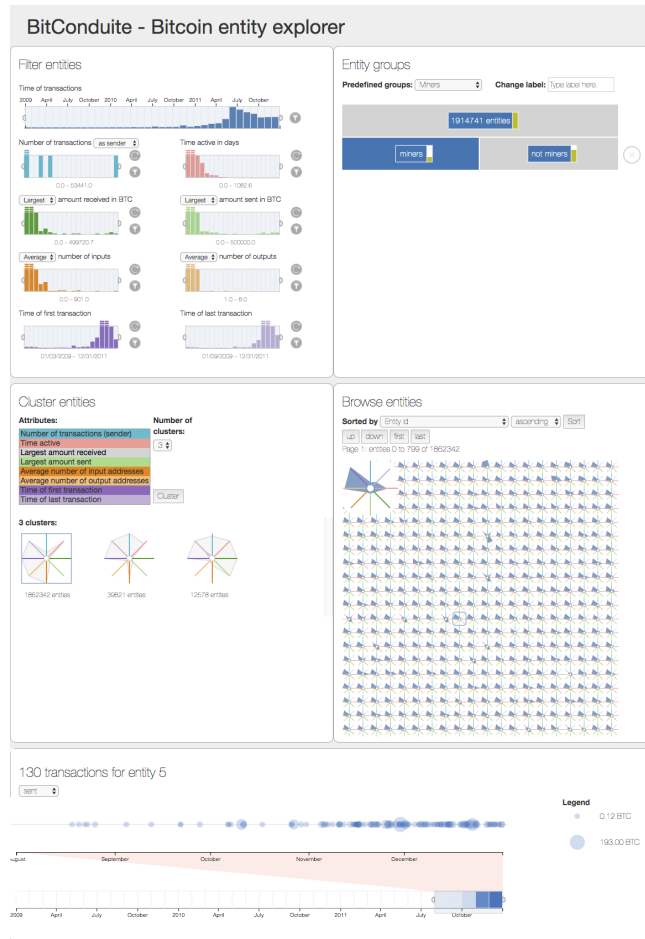 BitConduite - Bitcoin entity explorer
Filter entities
Time of transactions
2009 April July October 2010 April July October 2011 April July October
Number of transactions as sender
Time active in days
0.0 – 53441.0
0.0 – 1082.6
Largest amount received in BTC
Largest amount sent in BTC
0.0 – 499720.7
0.0 – 500000.0
Average number of inputs
Average number of outputs
0.0 – 901.0
1.0 – 8.0
Time of first transaction
Time of last transaction
01/03/2009 – 12/31/2011
01/09/2009 – 12/31/2011
Entity groups
Predefined groups: Miners Change label: Type label here.
1914741 entities
miners
not miners
Cluster entities
Attributes:
Number of transactions (sender)
Time active
Largest amount received
Largest amount sent
Average number of input addresses
Average number of output addresses
Time of first transaction
Time of last transaction
Number of
clusters:
3
Cluster
3 clusters:
1862342 entities
39821 entities
12578 entities
Browse entities
Sorted by Entity id ascending Sort
up down first last
Page 1: entities 0 to 799 of 1862342
130 transactions for entity 5
sent
Legend
0.12 BTC
193.00 BTC
August September October November December
2009 April July October 2010 April July October 2011 April July October